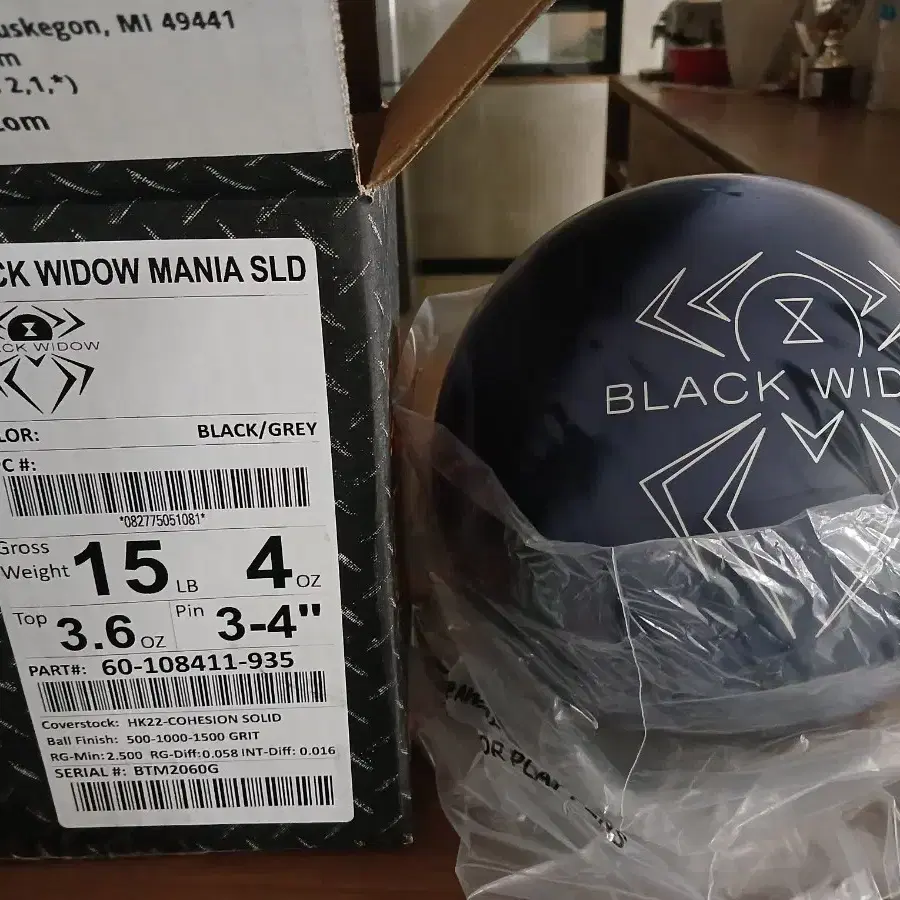 uskegon, MI 49441
m
2,1,*)
.com
CK WIDOW MANIA SLD
CK WIDOW
LOR: BLACK/GREY
C #:
*082775051081*
Gross Weight 15 LB 4 OZ
Top 3.6 OZ Pin 3-4"
PART#: 60-108411-935
Coverstock: HK22-COHESION SOLID
Ball Finish: 500-1000-1500 GRIT
RG-Min: 2.500 RG-Diff: 0.058 INT-Diff: 0.016
SERIAL #: BTM2060G
BLACK WID